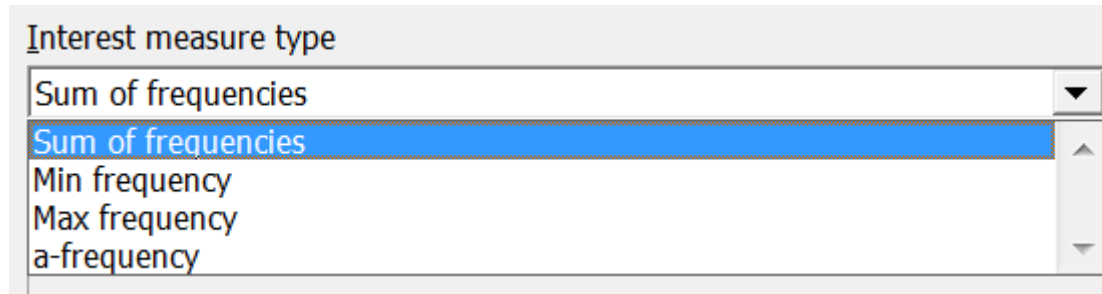 Interest measure type
Sum of frequencies
Sum of frequencies
Min frequency
Max frequency
a-frequency